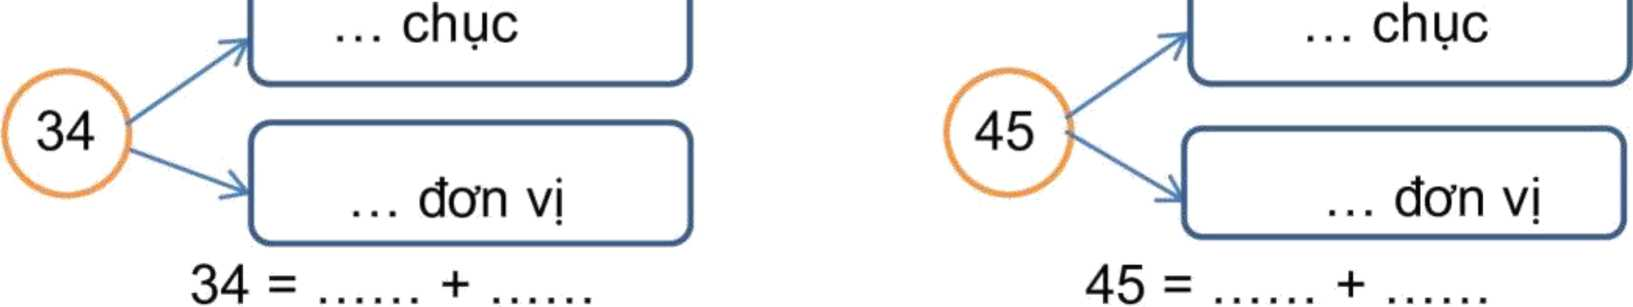 ... chục
34
... đơn vị
34 = ...... + ......
... chục
45
... đơn vị
45 = ...... + ......